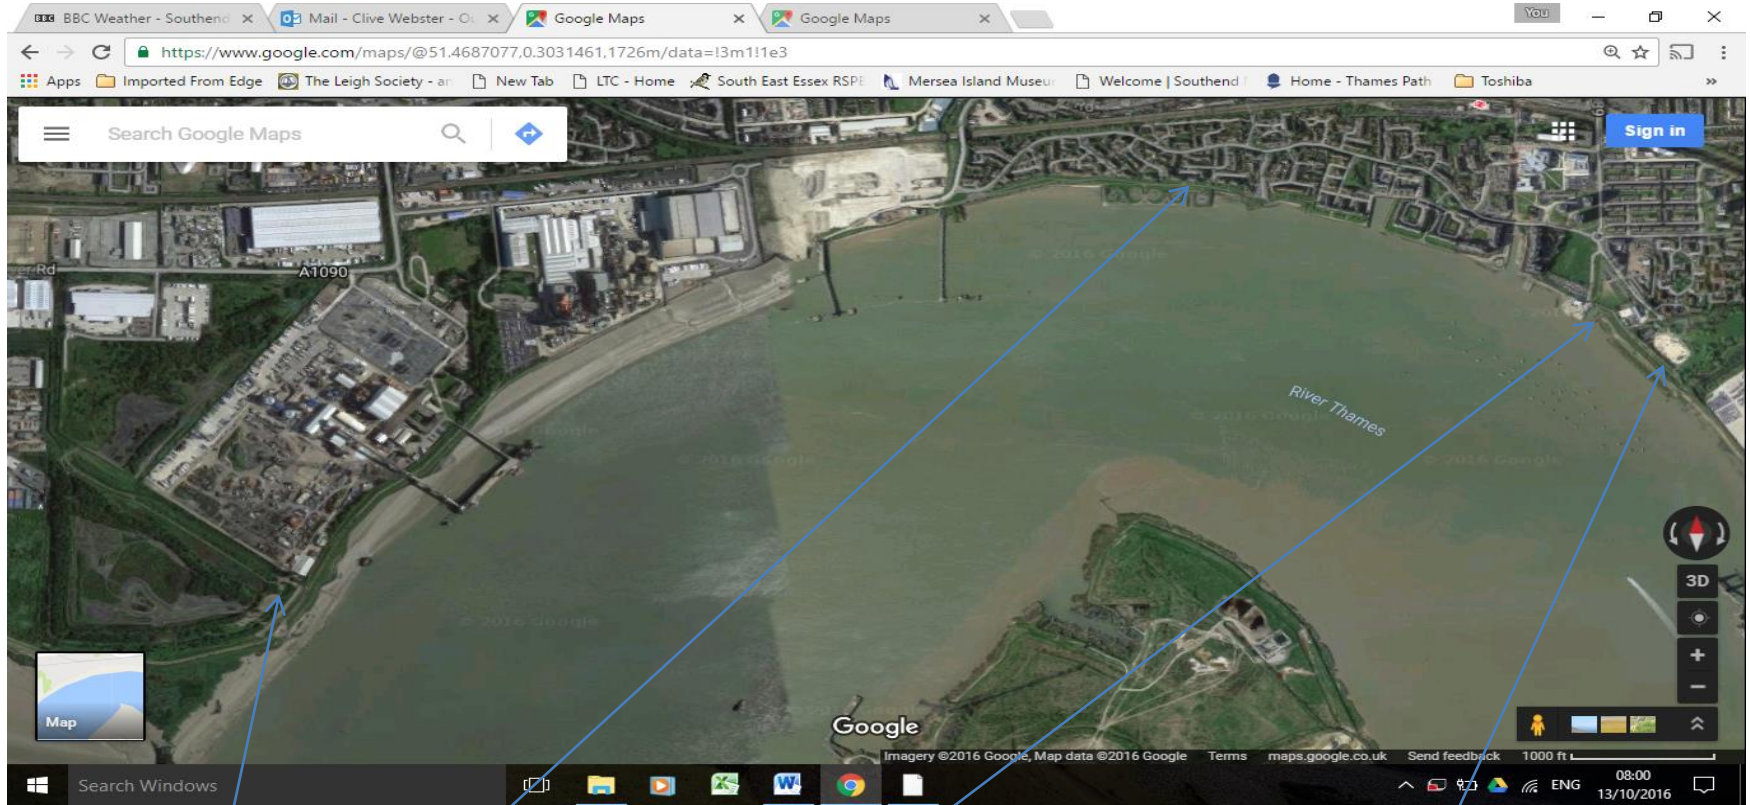 BBC BBC Weather - Southend
Mail - Clive Webster - Ou
Google Maps
Google Maps
You
https://www.google.com/maps/@51.4687077,0.3031461,1726m/data=!3m1!1e3
Apps
Imported From Edge
The Leigh Society - an
New Tab
LTC - Home
South East Essex RSPB
Mersea Island Museu
Welcome | Southend
Home - Thames Path
Toshiba
»
Search Google Maps
Sign in
er Rd
A1090
© 2016 Google
© 2016 Google
River Thames
© 2016 Google
© 2016 Google
© 2016 Google
3D
Map
Google
Imagery ©2016 Google, Map data ©2016 Google
Terms
maps.google.co.uk
Send feedback
1000 ft
Search Windows
ENG
08:00
13/10/2016